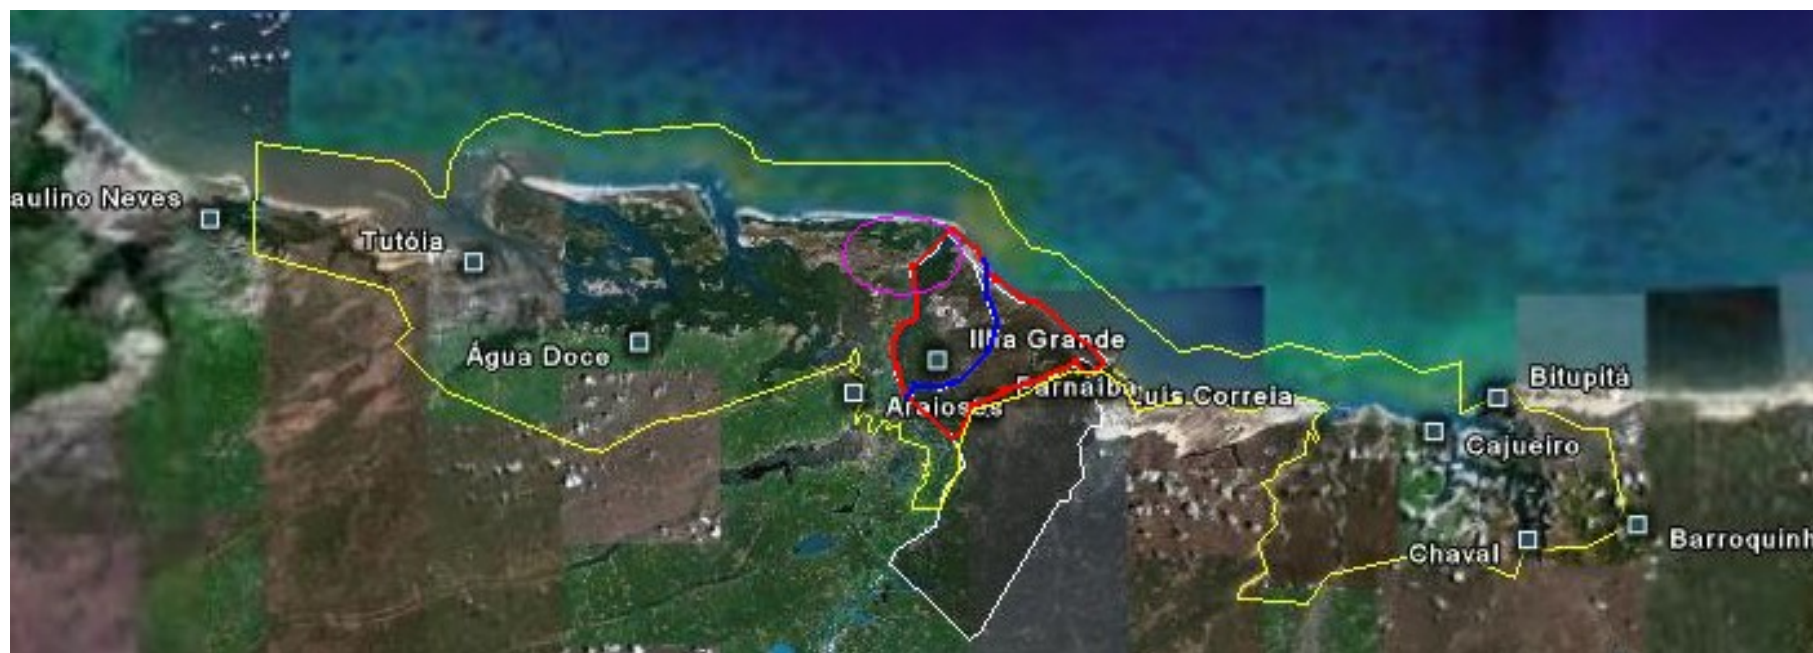 aulino Neves
Tutóia
Água Doce
Araioses
Ilha Grande
Parnaíba
Luís Correia
Bitupitá
Cajueiro
Chaval
Barroquinh